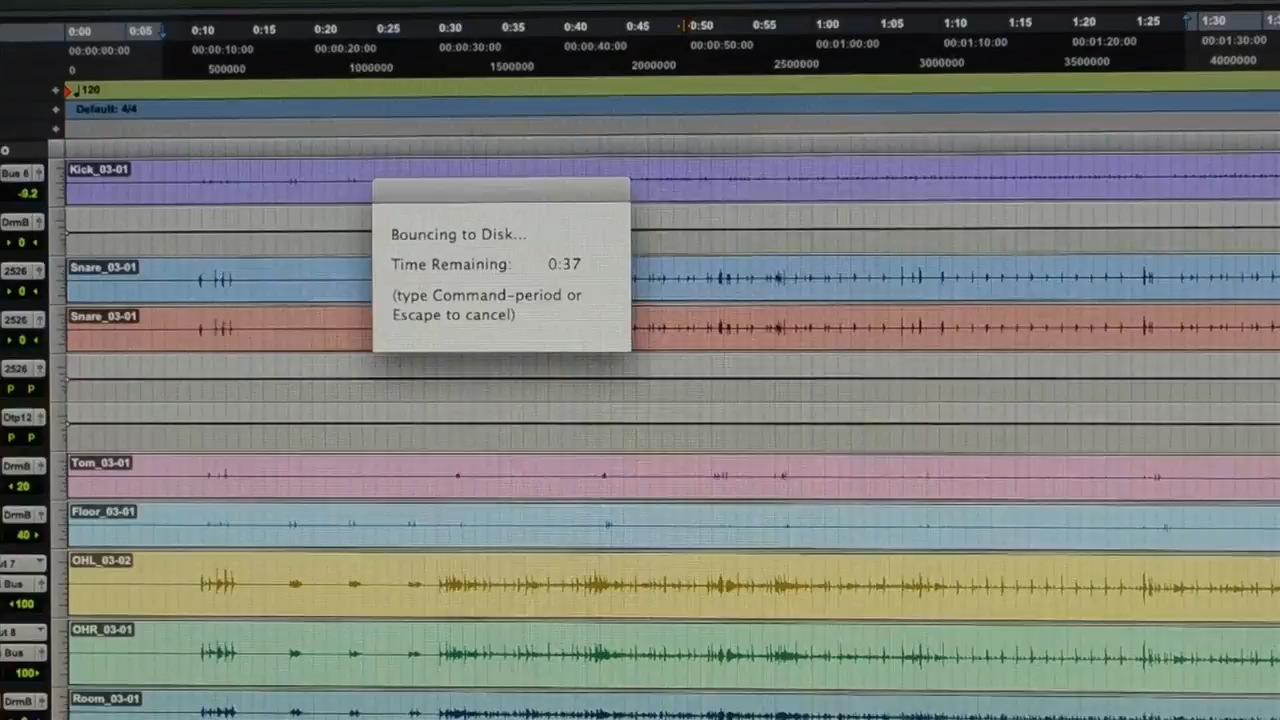 0:00 0:05 0:10 0:15 0:20 0:25 0:30 0:35 0:40 0:45 0:50 0:55 1:00 1:05 1:10 1:15 1:20 1:25 1:30
00:00:00:00 00:00:10:00 00:00:20:00 00:00:30:00 00:00:40:00 00:00:50:00 00:01:00:00 00:01:10:00 00:01:20:00 00:01:30:00
0 500000 1000000 1500000 2000000 2500000 3000000 3500000 4000000
120
Default: 4/4
Bus 6
-9.2
Kick_03-01
DrmB
0
Bouncing to Disk...
Time Remaining: 0:37
(type Command-period or
Escape to cancel)
2526
0
Snare_03-01
2526
0
Snare_03-01
2526
P P
Otp12
P P
DrmB
20
Tom_03-01
DrmB
40
Floor_03-01
ut 7
Bus
100
OHL_03-02
ut 8
Bus
100
OHR_03-01
DrmB
Room_03-01